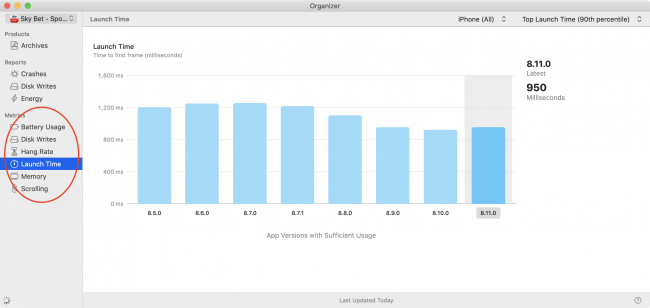 Organizer
Sky Bet - Spo...
Launch Time
iPhone (All)
Top Launch Time (90th percentile)
Products
Archives
Reports
Crashes
Disk Writes
Energy
Metrics
Battery Usage
Disk Writes
Hang Rate
Launch Time
Memory
Scrolling
Launch Time
Time to first frame (milliseconds)
1,600 ms
1,200 ms
800 ms
400 ms
0 ms
8.5.0
8.6.0
8.7.0
8.7.1
8.8.0
8.9.0
8.10.0
8.11.0
App Versions with Sufficient Usage
8.11.0
Latest
950
Milliseconds
Last Updated Today